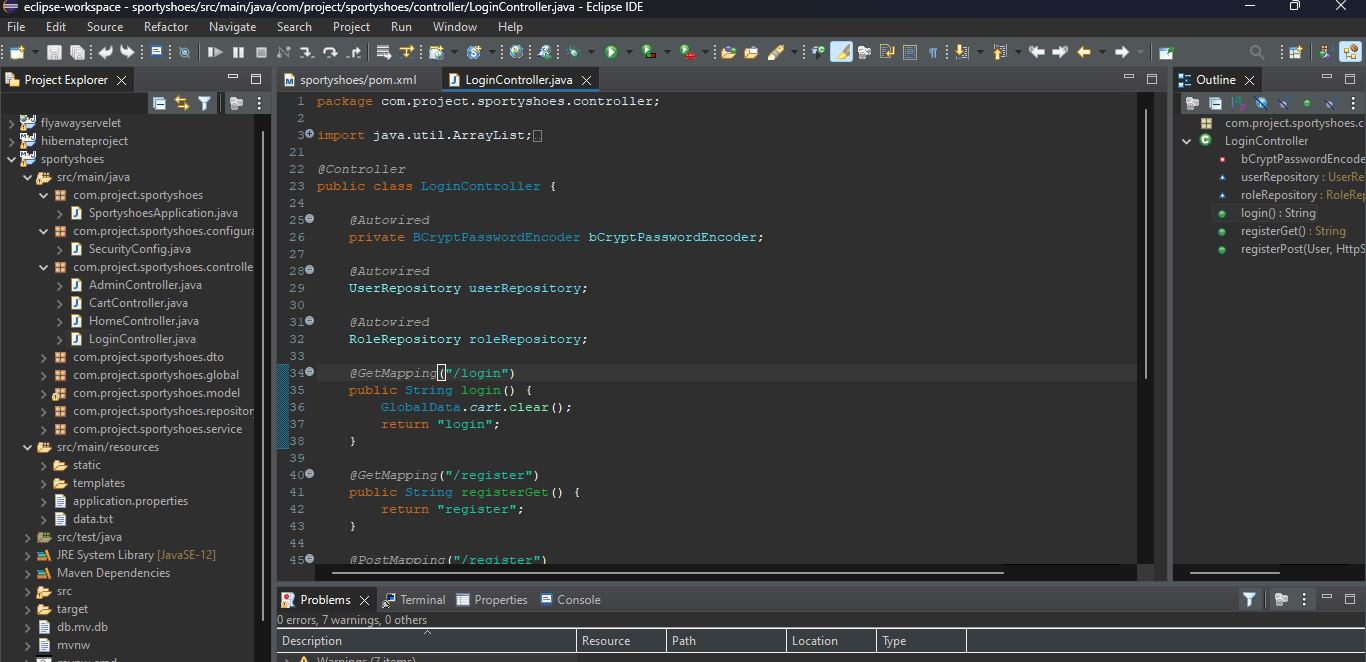 eclipse-workspace - sportyshoes/src/main/java/com/project/sportyshoes/controller/LoginController.java - Eclipse IDE
File Edit Source Refactor Navigate Search Project Run Window Help
Project Explorer
flyawayservelet
hibernateproject
sportyshoes
src/main/java
com.project.sportyshoes
SportyshoesApplication.java
com.project.sportyshoes.configura
SecurityConfig.java
com.project.sportyshoes.controlle
AdminController.java
CartController.java
HomeController.java
LoginController.java
com.project.sportyshoes.dto
com.project.sportyshoes.global
com.project.sportyshoes.model
com.project.sportyshoes.repositor
com.project.sportyshoes.service
src/main/resources
static
templates
application.properties
data.txt
src/test/java
JRE System Library [JavaSE-12]
Maven Dependencies
src
target
db.mv.db
mvnw
mvnw.cmd
sportyshoes/pom.xml LoginController.java
1 package com.project.sportyshoes.controller;
2
3 import java.util.ArrayList;
21
22 @Controller
23 public class LoginController {
24
25 @Autowired
26 private BCryptPasswordEncoder bCryptPasswordEncoder;
27
28 @Autowired
29 UserRepository userRepository;
30
31 @Autowired
32 RoleRepository roleRepository;
33
34 @GetMapping("/login")
35 public String login() {
36 GlobalData.cart.clear();
37 return "login";
38 }
39
40 @GetMapping("/register")
41 public String registerGet() {
42 return "register";
43 }
44
45 @PostMapping("/register")
Outline
com.project.sportyshoes.c
LoginController
bCryptPasswordEncode
userRepository : UserRe
roleRepository : RoleRep
login() : String
registerGet() : String
registerPost(User, HttpS
Problems Terminal Properties Console
0 errors, 7 warnings, 0 others
Description Resource Path Location Type
Warnings (7 items)